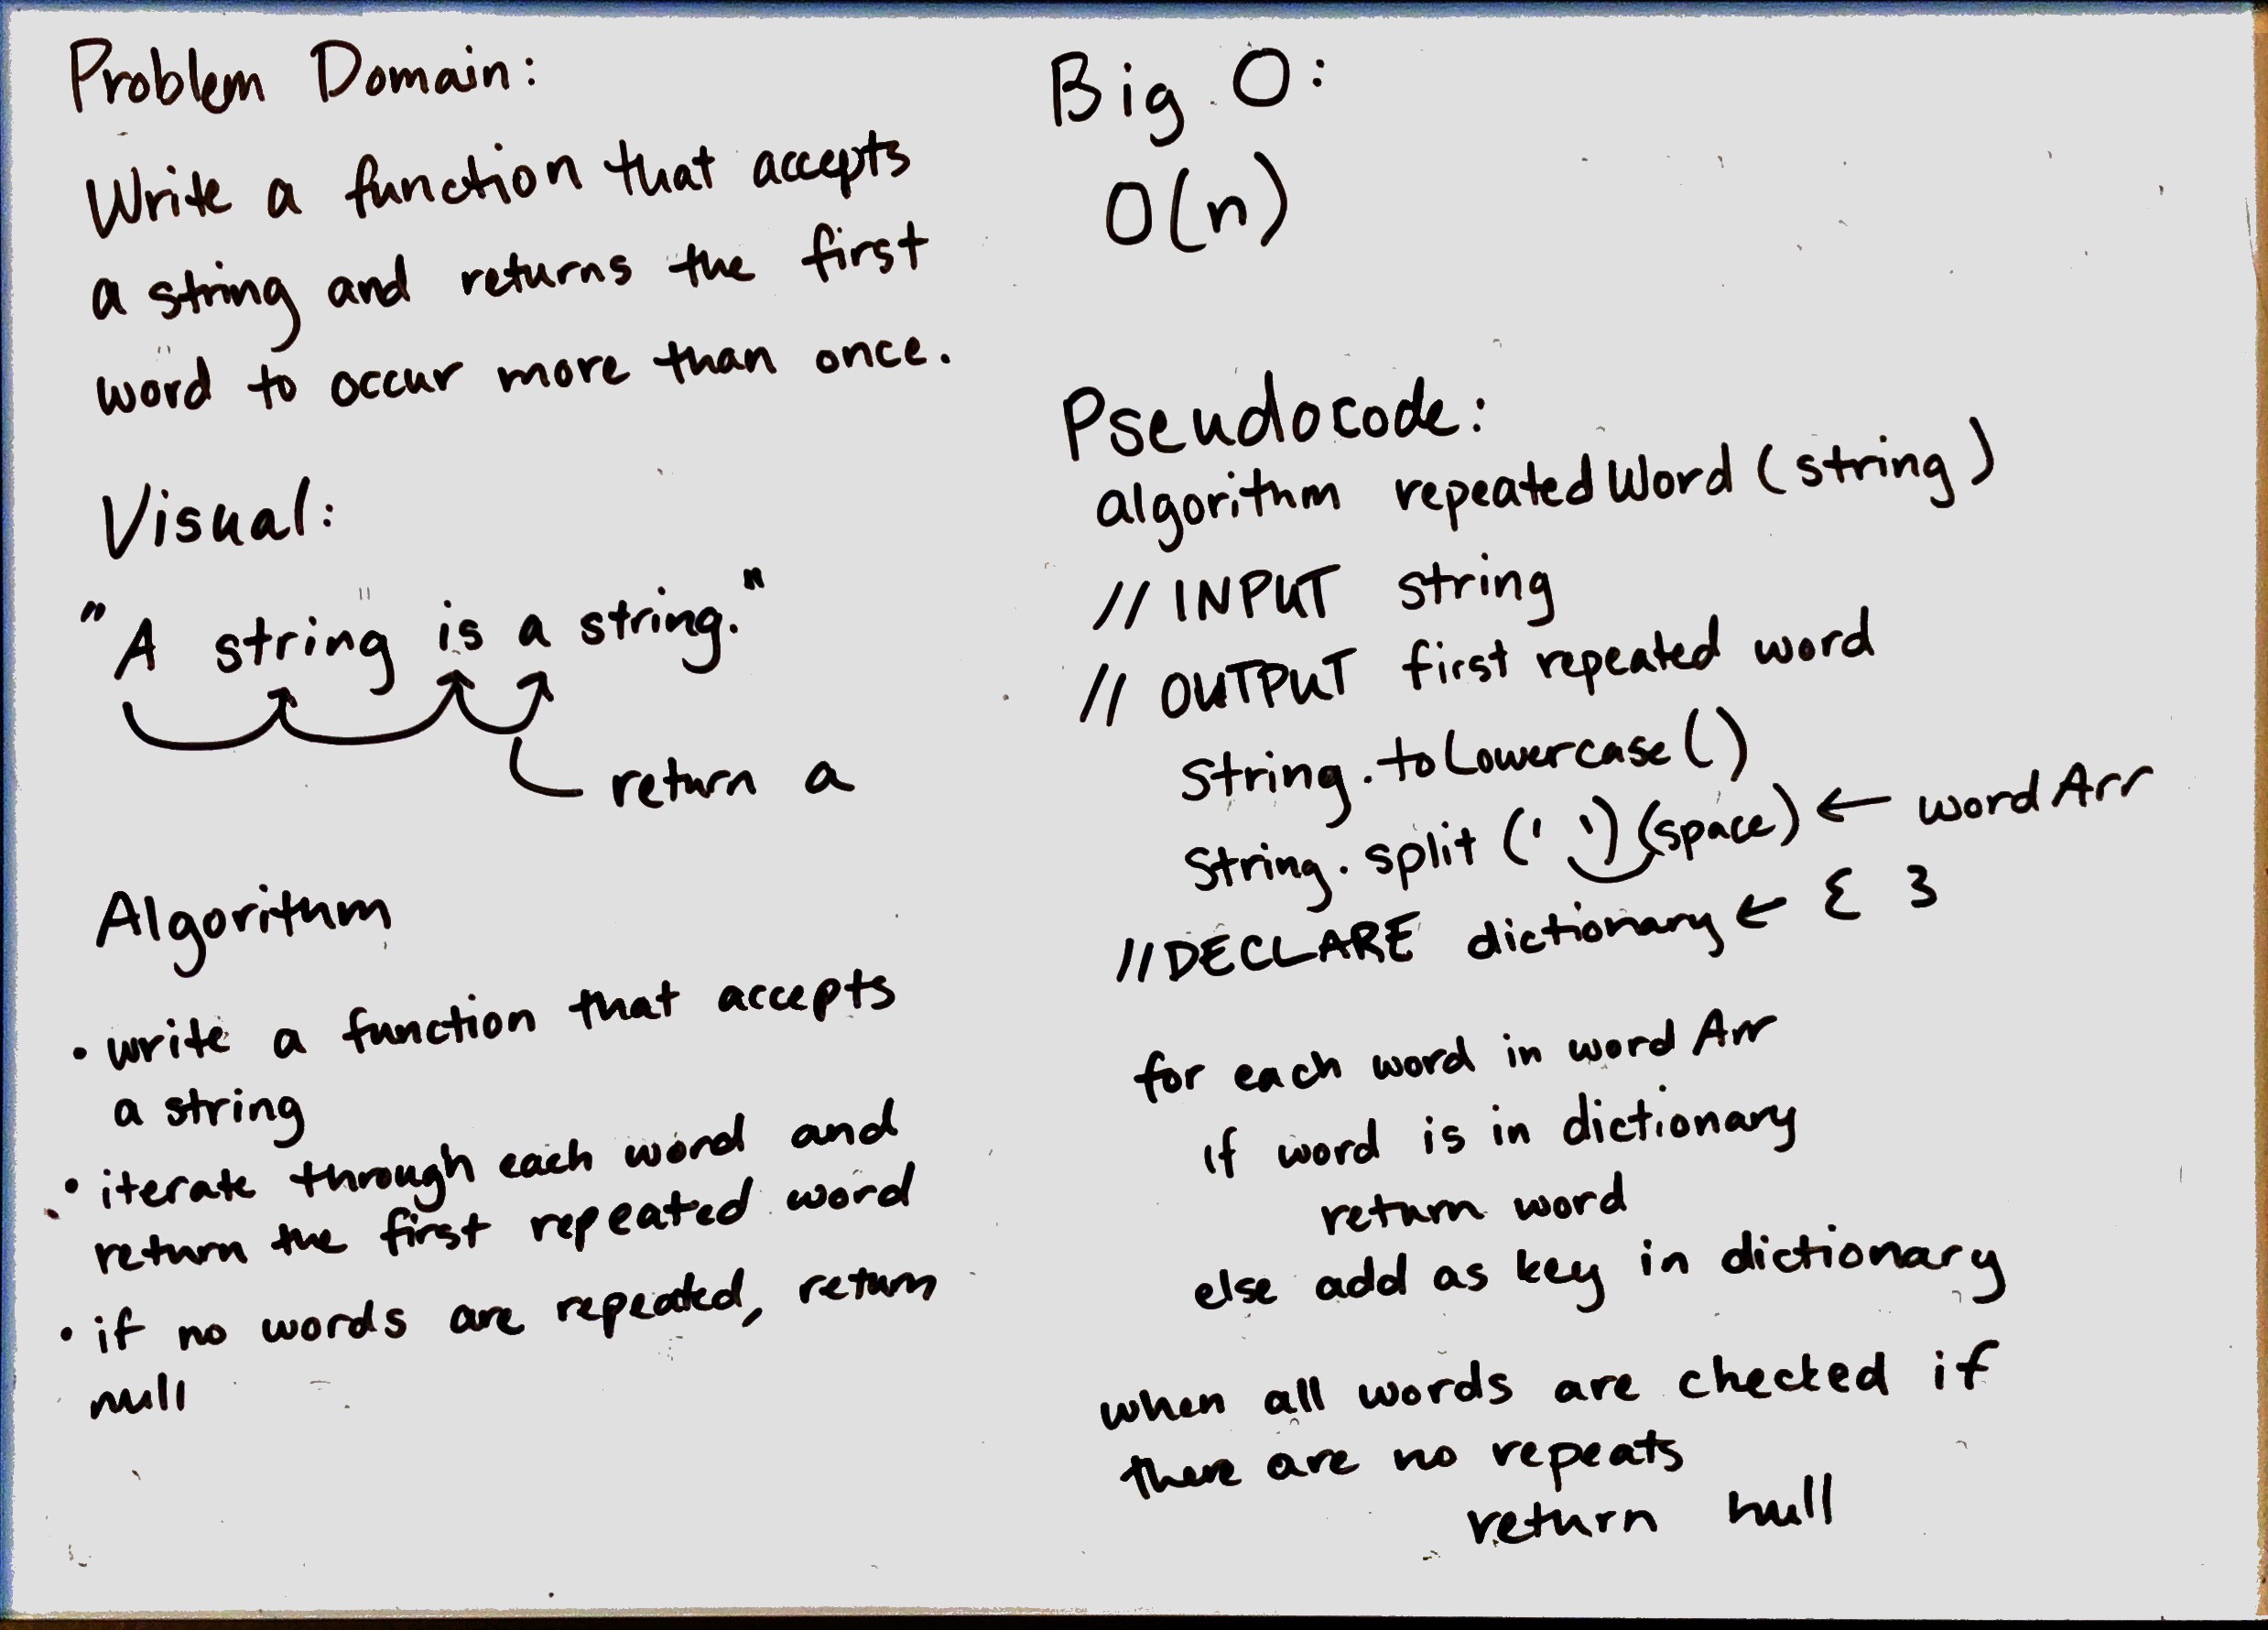 Problem Domain:
Write a function that accepts
a string and returns the first
word to occur more than once.
Visual:
"A string is a string."
return a
Algorithm
• write a function that accepts
a string
• iterate through each word and
return the first repeated word
• if no words are repeated, return
null
Big O:
O(n)
Pseudocode:
algorithm repeatedWord (string)
// INPUT string
// OUTPUT first repeated word
String.toLowercase()
String.split(' ') (space) ← wordArr
//DECLARE dictionary ← { }
for each word in wordArr
if word is in dictionary
return word
else add as key in dictionary
when all words are checked if
there are no repeats
return null